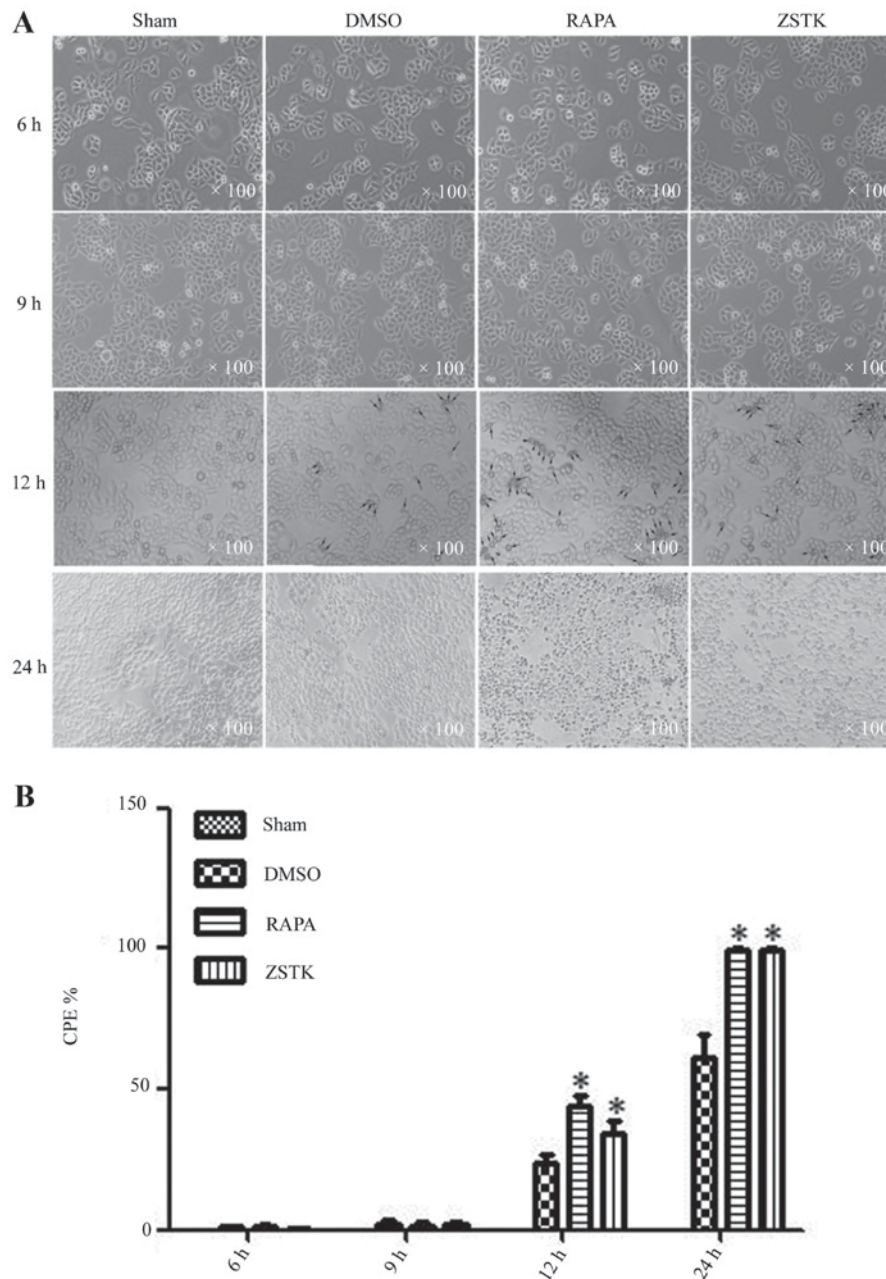 A
Sham DMSO RAPA ZSTK
6 h
× 100 × 100 × 100 × 100
9 h
× 100 × 100 × 100 × 100
12 h
× 100 × 100 × 100 × 100
24 h
× 100 × 100 × 100 × 100
B
150
Sham
DMSO
RAPA
100
ZSTK
* *
CPE %
50
* *
0
6 h 9 h 12 h 24 h